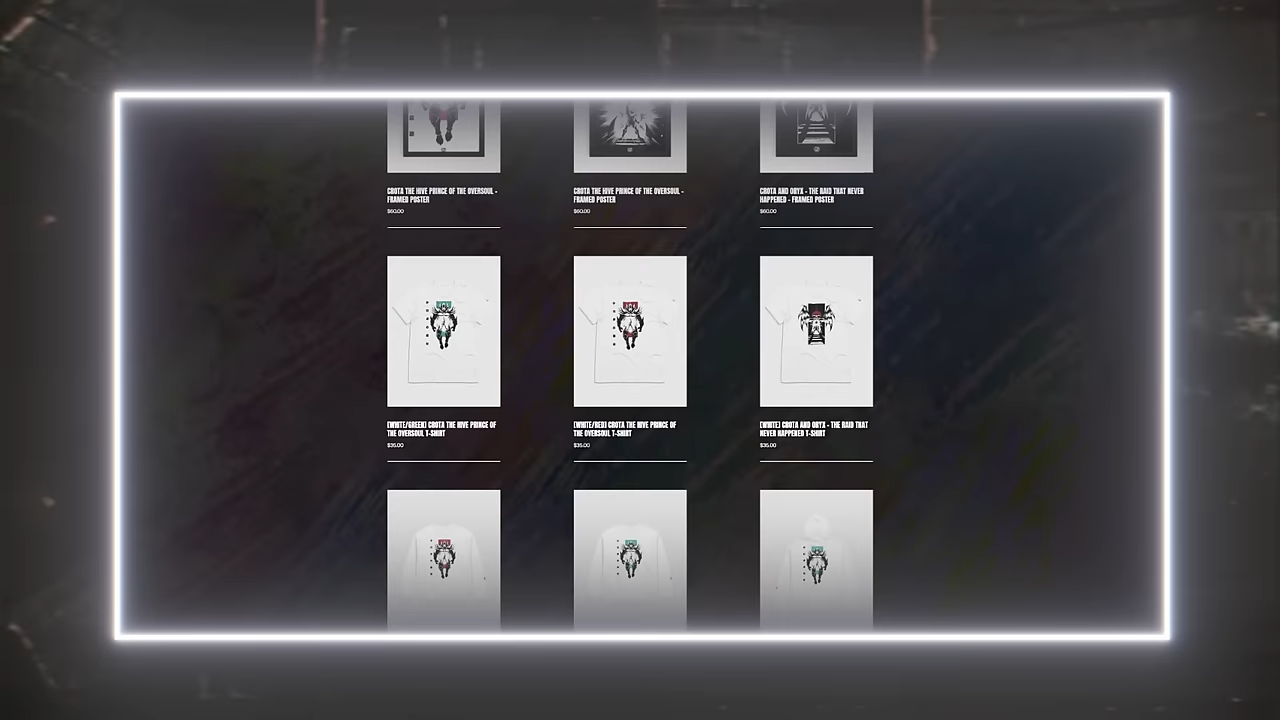 CROTA THE HIVE PRINCE OF THE OVERSOUL -
FRAMED POSTER
$60.00
CROTA THE HIVE PRINCE OF THE OVERSOUL -
FRAMED POSTER
$60.00
CROTA AND ORYX - THE RAID THAT NEVER
HAPPENED - FRAMED POSTER
$60.00
[WHITE/GREEN] CROTA THE HIVE PRINCE OF
THE OVERSOUL T-SHIRT
$35.00
[WHITE/RED] CROTA THE HIVE PRINCE OF
THE OVERSOUL T-SHIRT
$35.00
[WHITE] CROTA AND ORYX - THE RAID THAT
NEVER HAPPENED T-SHIRT
$35.00